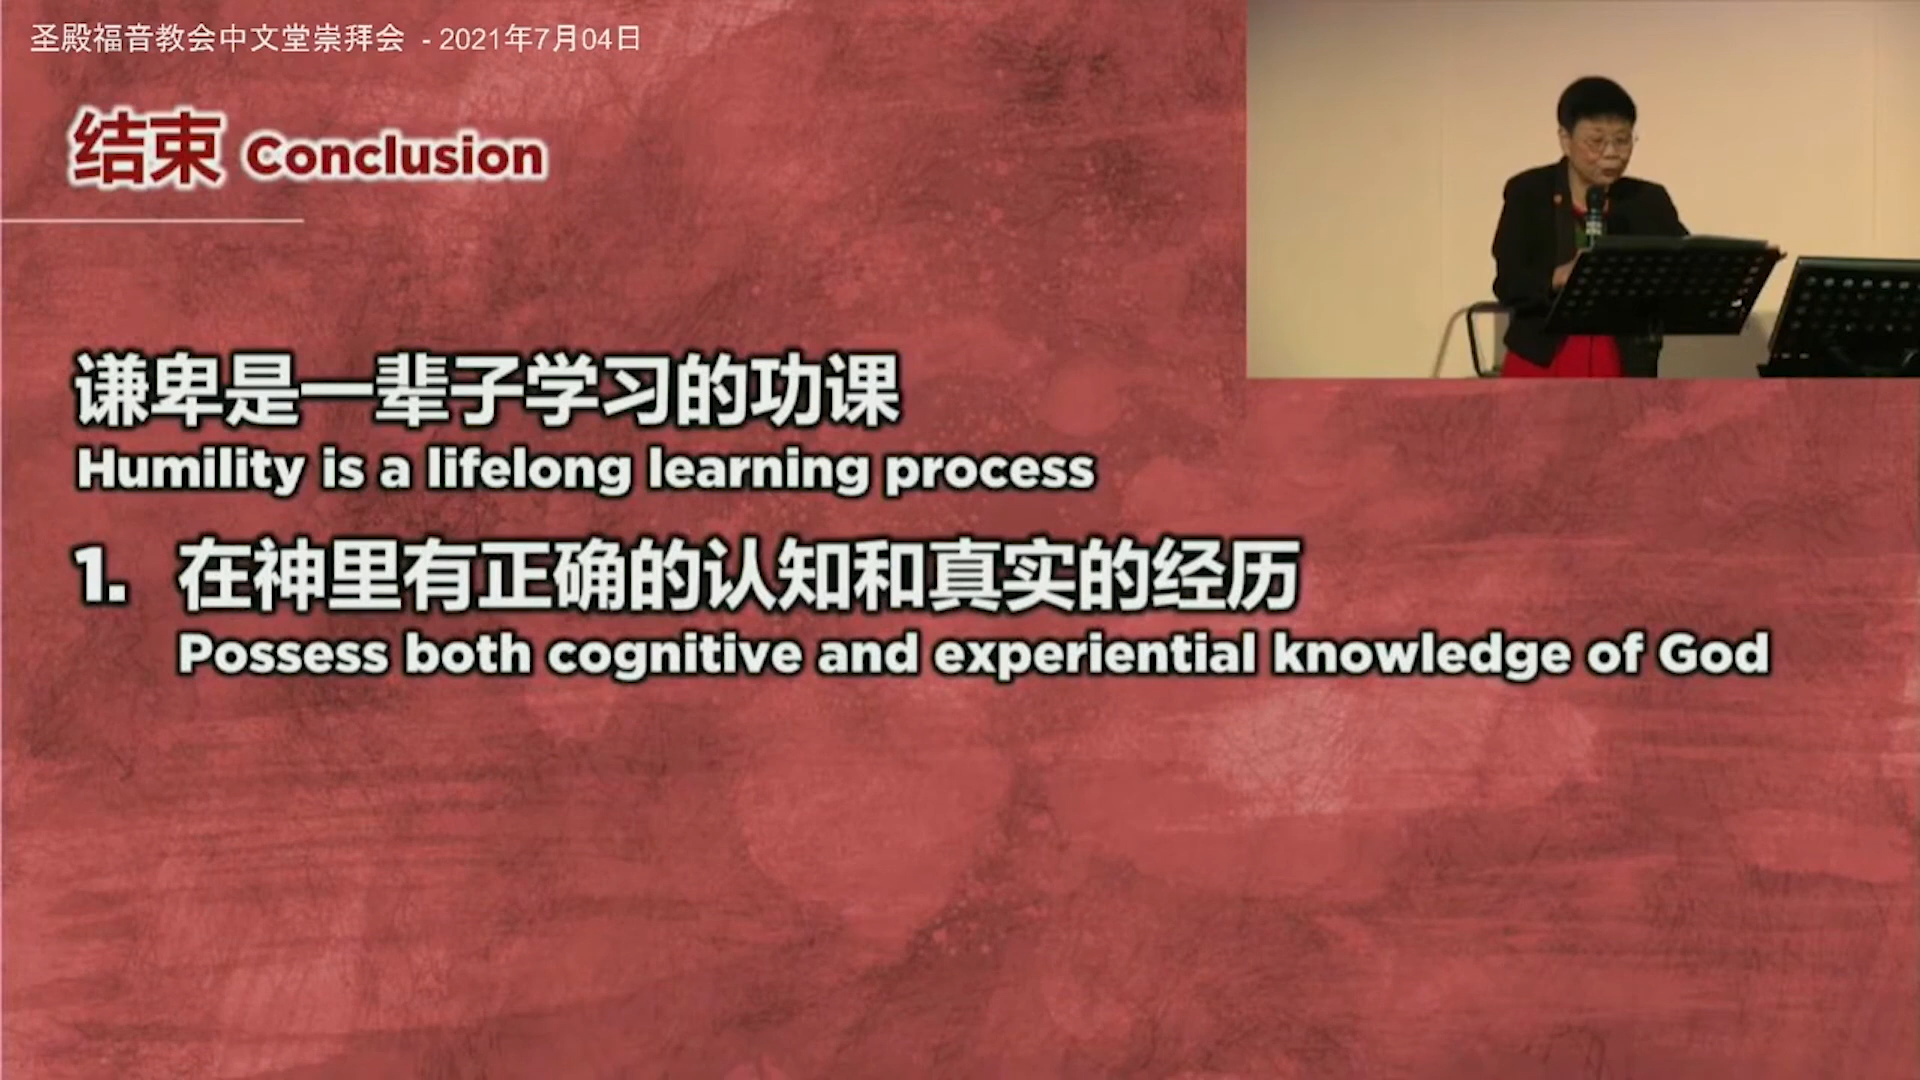 圣殿福音教会中文堂崇拜会 - 2021年7月04日
结束 Conclusion
谦卑是一辈子学习的功课
Humility is a lifelong learning process
1. 在神里有正确的认知和真实的经历
Possess both cognitive and experiential knowledge of God